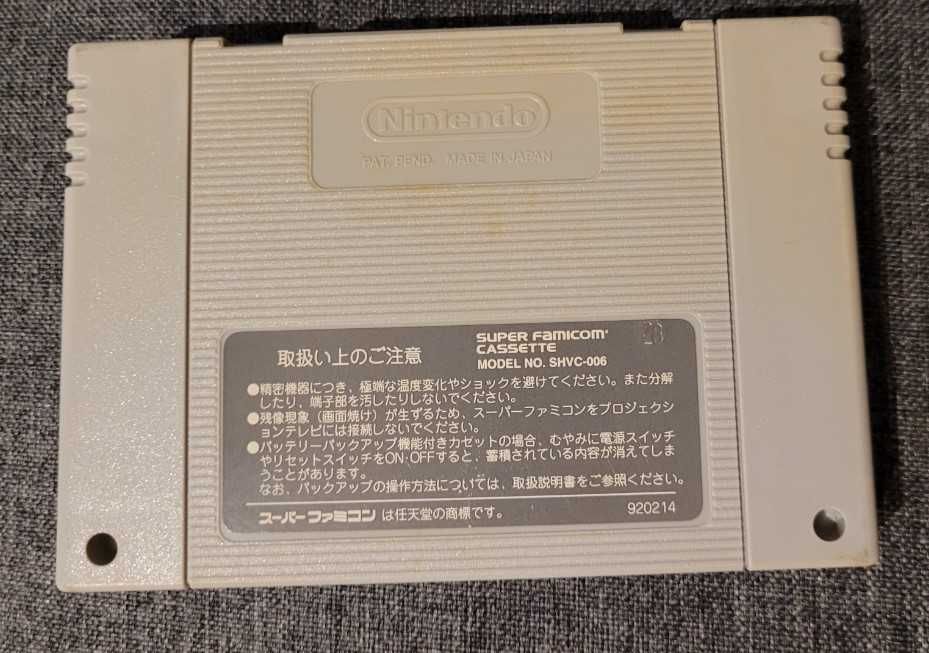 Nintendo
PAT. PEND. MADE IN JAPAN
取扱い上のご注意
SUPER FAMICOM
CASSETTE
MODEL NO. SHVC-006
●精密機器につき、極端な温度変化やショックを避けてください。また分解
したり、端子部を汚したりしないでください。
●残像現象（画面焼け）が生ずるため、スーパーファミコンをプロジェクシ
ョンテレビには接続しないでください。
●バッテリーバックアップ機能付きカセットの場合、むやみに電源スイッチ
やリセットスイッチをON・OFFすると、蓄積されている内容が消えてしま
うことがあります。
なお、バックアップの操作方法については、取扱説明書をご参照ください。
スーパーファミコン は任天堂の商標です。
920214